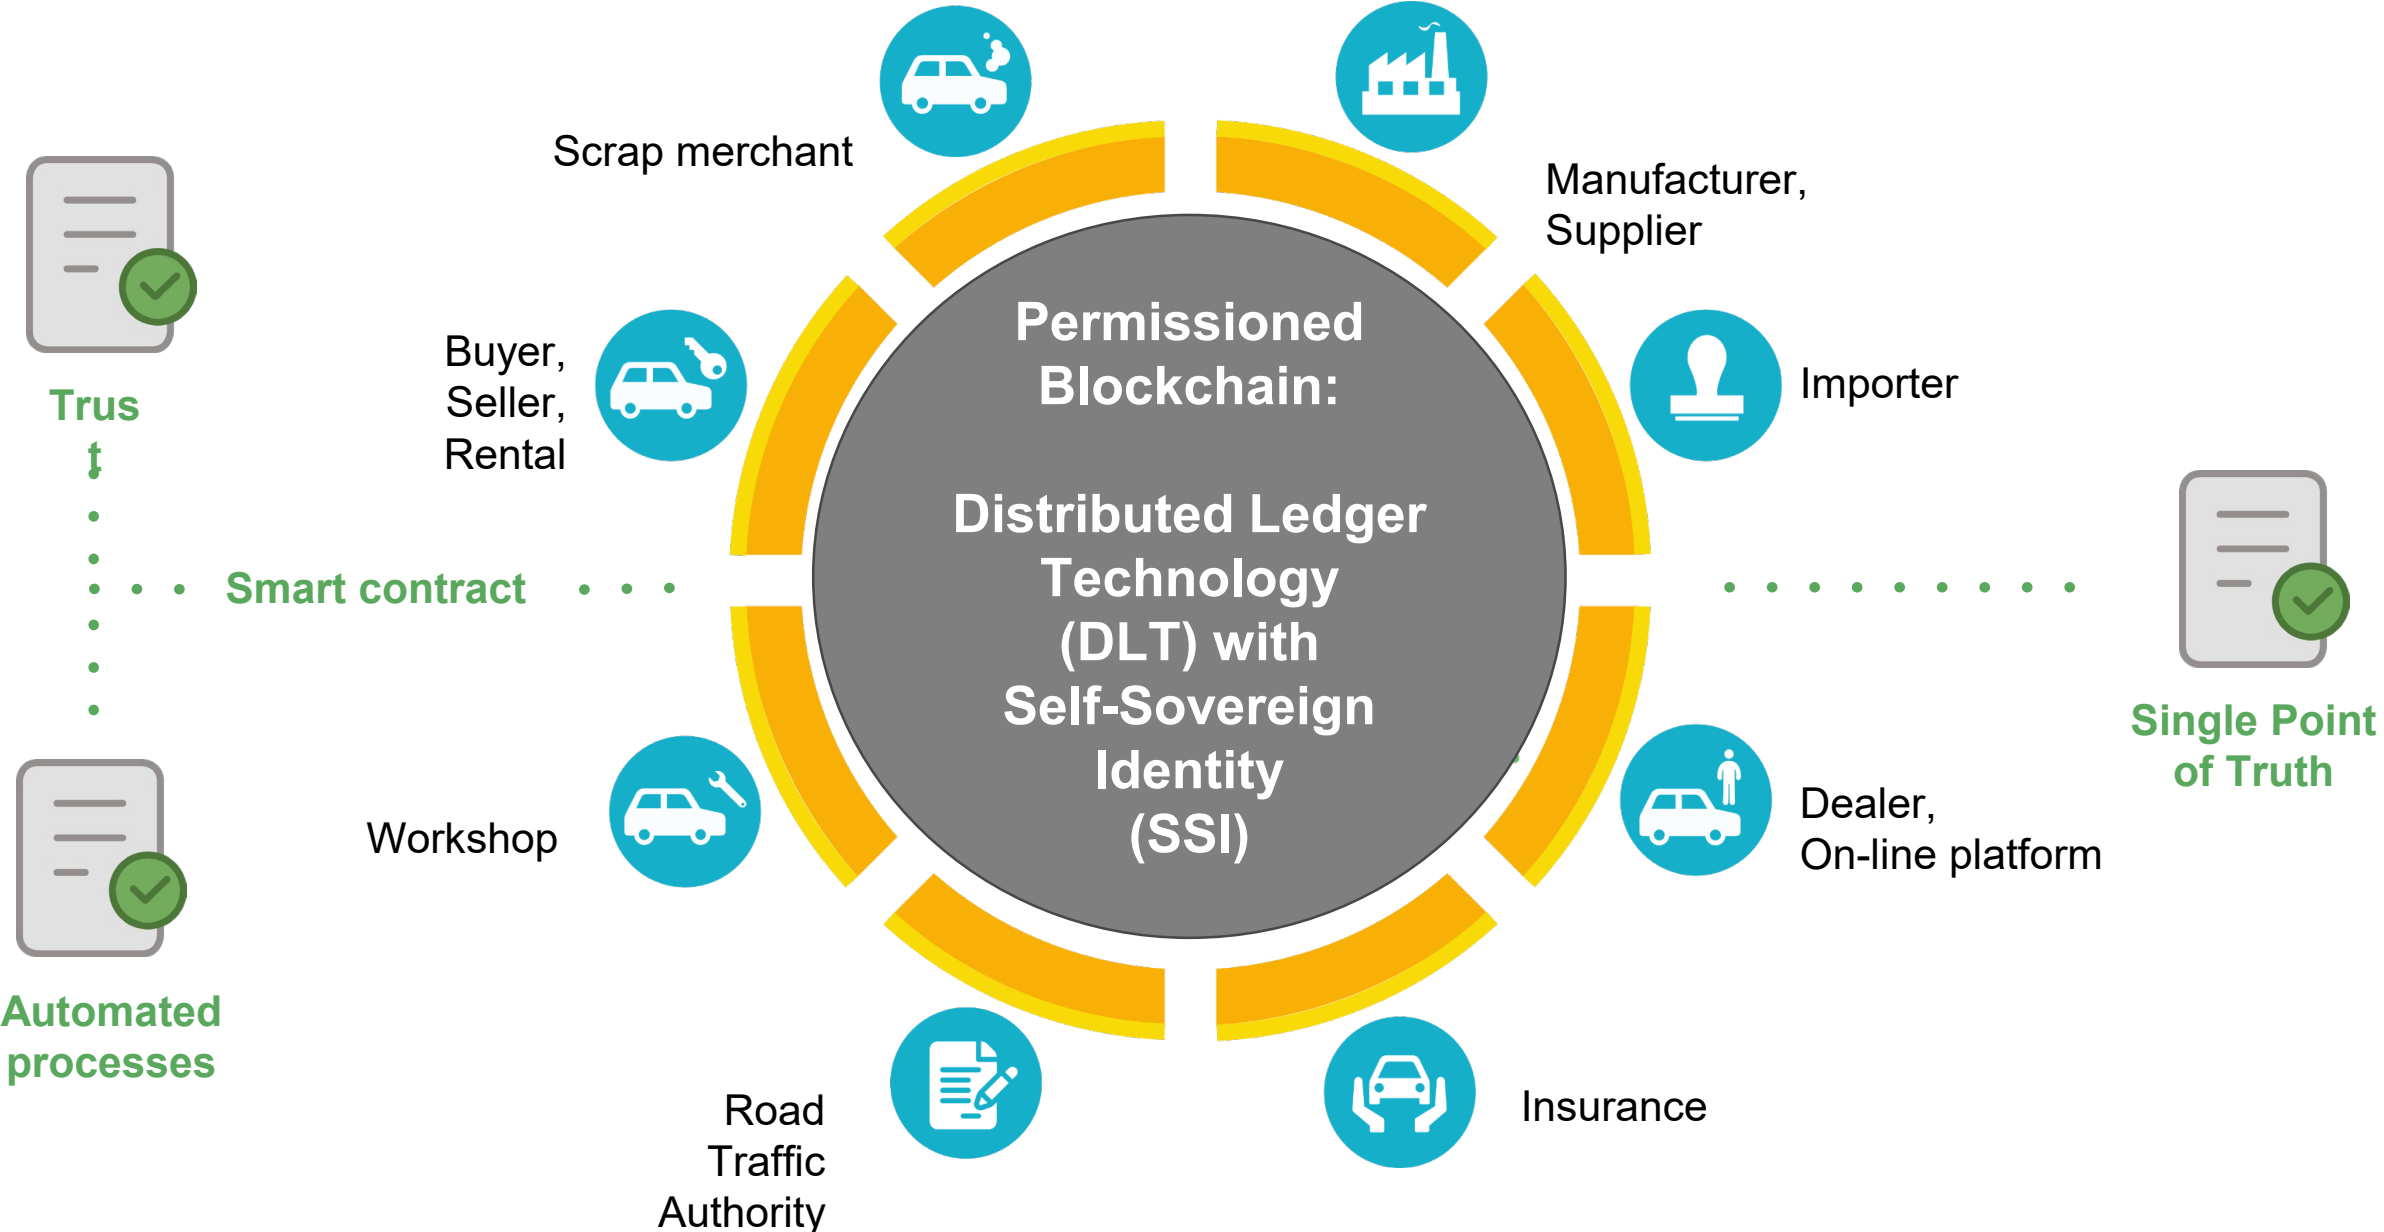 Scrap merchant
Manufacturer,
Supplier
Buyer,
Seller,
Rental
Importer
Trus
t
Smart contract
Permissioned
Blockchain:
Distributed Ledger
Technology
(DLT) with
Self-Sovereign
Identity
(SSI)
Single Point
of Truth
Workshop
Dealer,
On-line platform
Automated
processes
Road
Traffic
Authority
Insurance